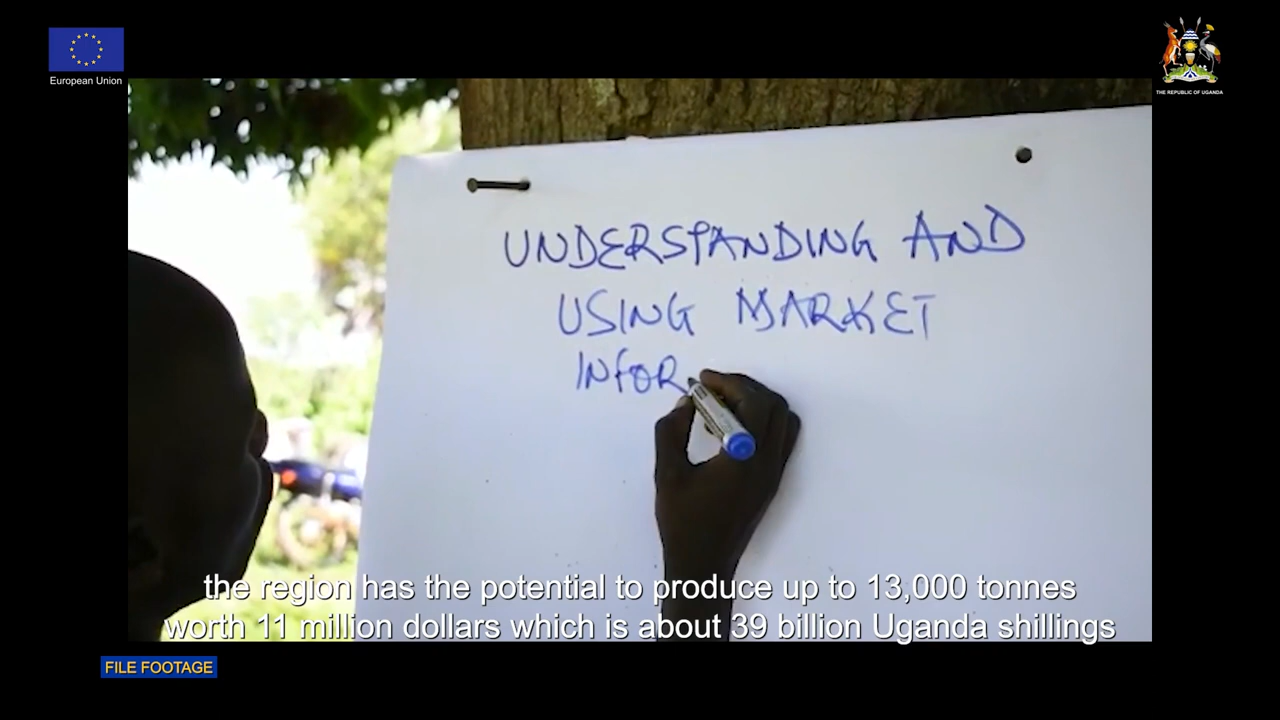 European Union
THE REPUBLIC OF UGANDA
UNDERSTANDING AND
USING MARKET
INFOR
the region has the potential to produce up to 13,000 tonnes
worth 11 million dollars which is about 39 billion Uganda shillings
FILE FOOTAGE